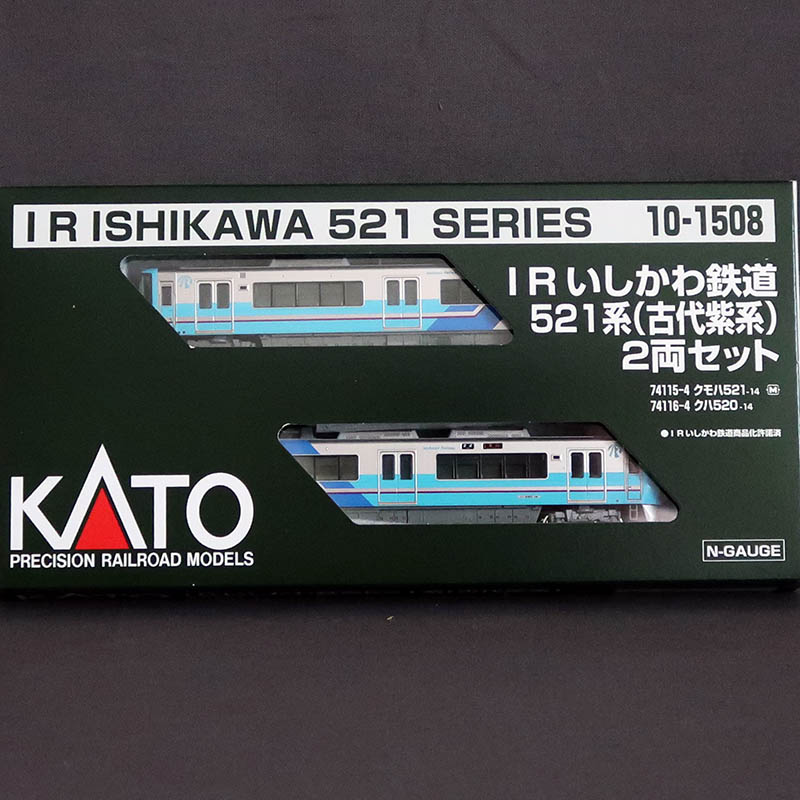 IR ISHIKAWA 521 SERIES 10-1508
IRいしかわ鉄道
521系(古代紫系)
2両セット
74115-4 クモハ521-14 M
74116-4 クハ520-14
●IRいしかわ鉄道商品化許諾済
KATO
PRECISION RAILROAD MODELS
N-GAUGE